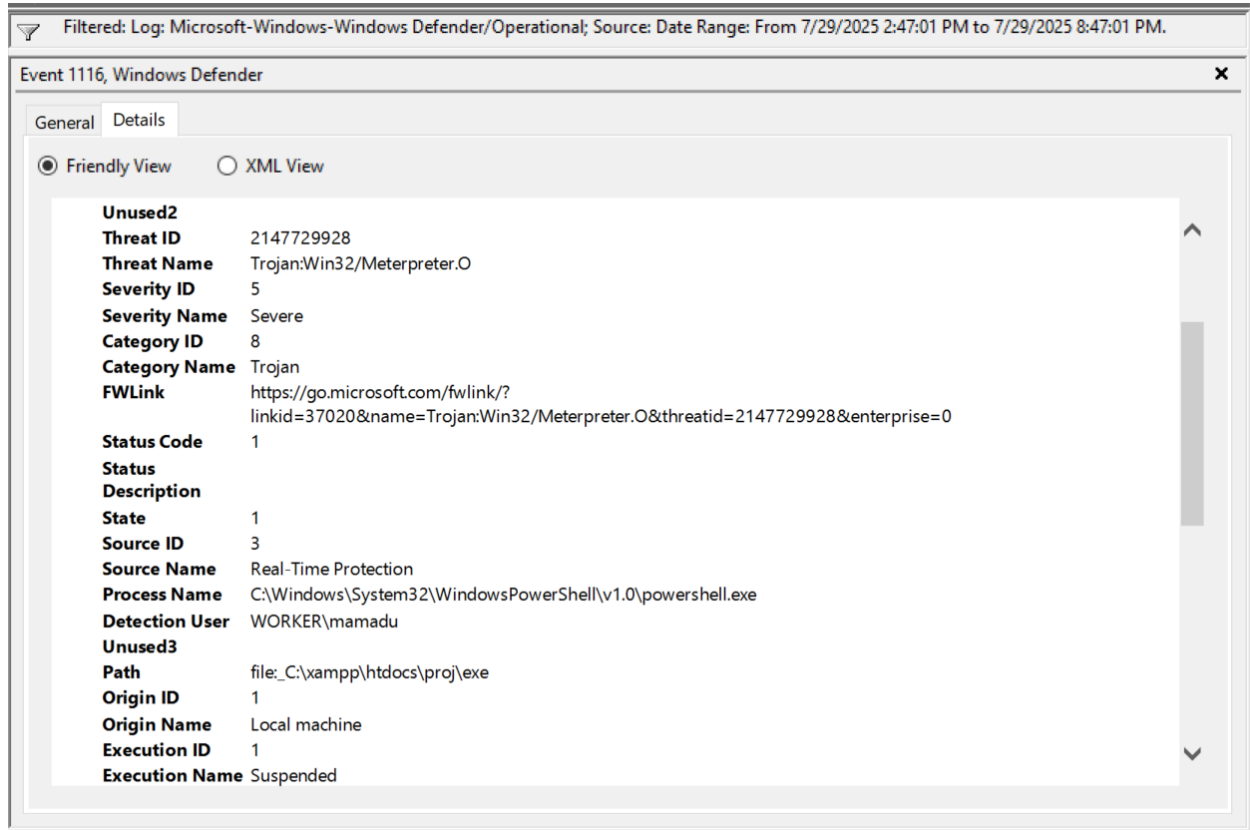 Filtered: Log: Microsoft-Windows-Windows Defender/Operational; Source: Date Range: From 7/29/2025 2:47:01 PM to 7/29/2025 8:47:01 PM.
Event 1116, Windows Defender
General Details
Friendly View XML View
Unused2
Threat ID 2147729928
Threat Name Trojan:Win32/Meterpreter.O
Severity ID 5
Severity Name Severe
Category ID 8
Category Name Trojan
FWLink https://go.microsoft.com/fwlink/?
linkid=37020&name=Trojan:Win32/Meterpreter.O&threatid=2147729928&enterprise=0
Status Code 1
Status
Description
State 1
Source ID 3
Source Name Real-Time Protection
Process Name C:\Windows\System32\WindowsPowerShell\v1.0\powershell.exe
Detection User WORKER\mamadu
Unused3
Path file:_C:\xampp\htdocs\proj\exe
Origin ID 1
Origin Name Local machine
Execution ID 1
Execution Name Suspended